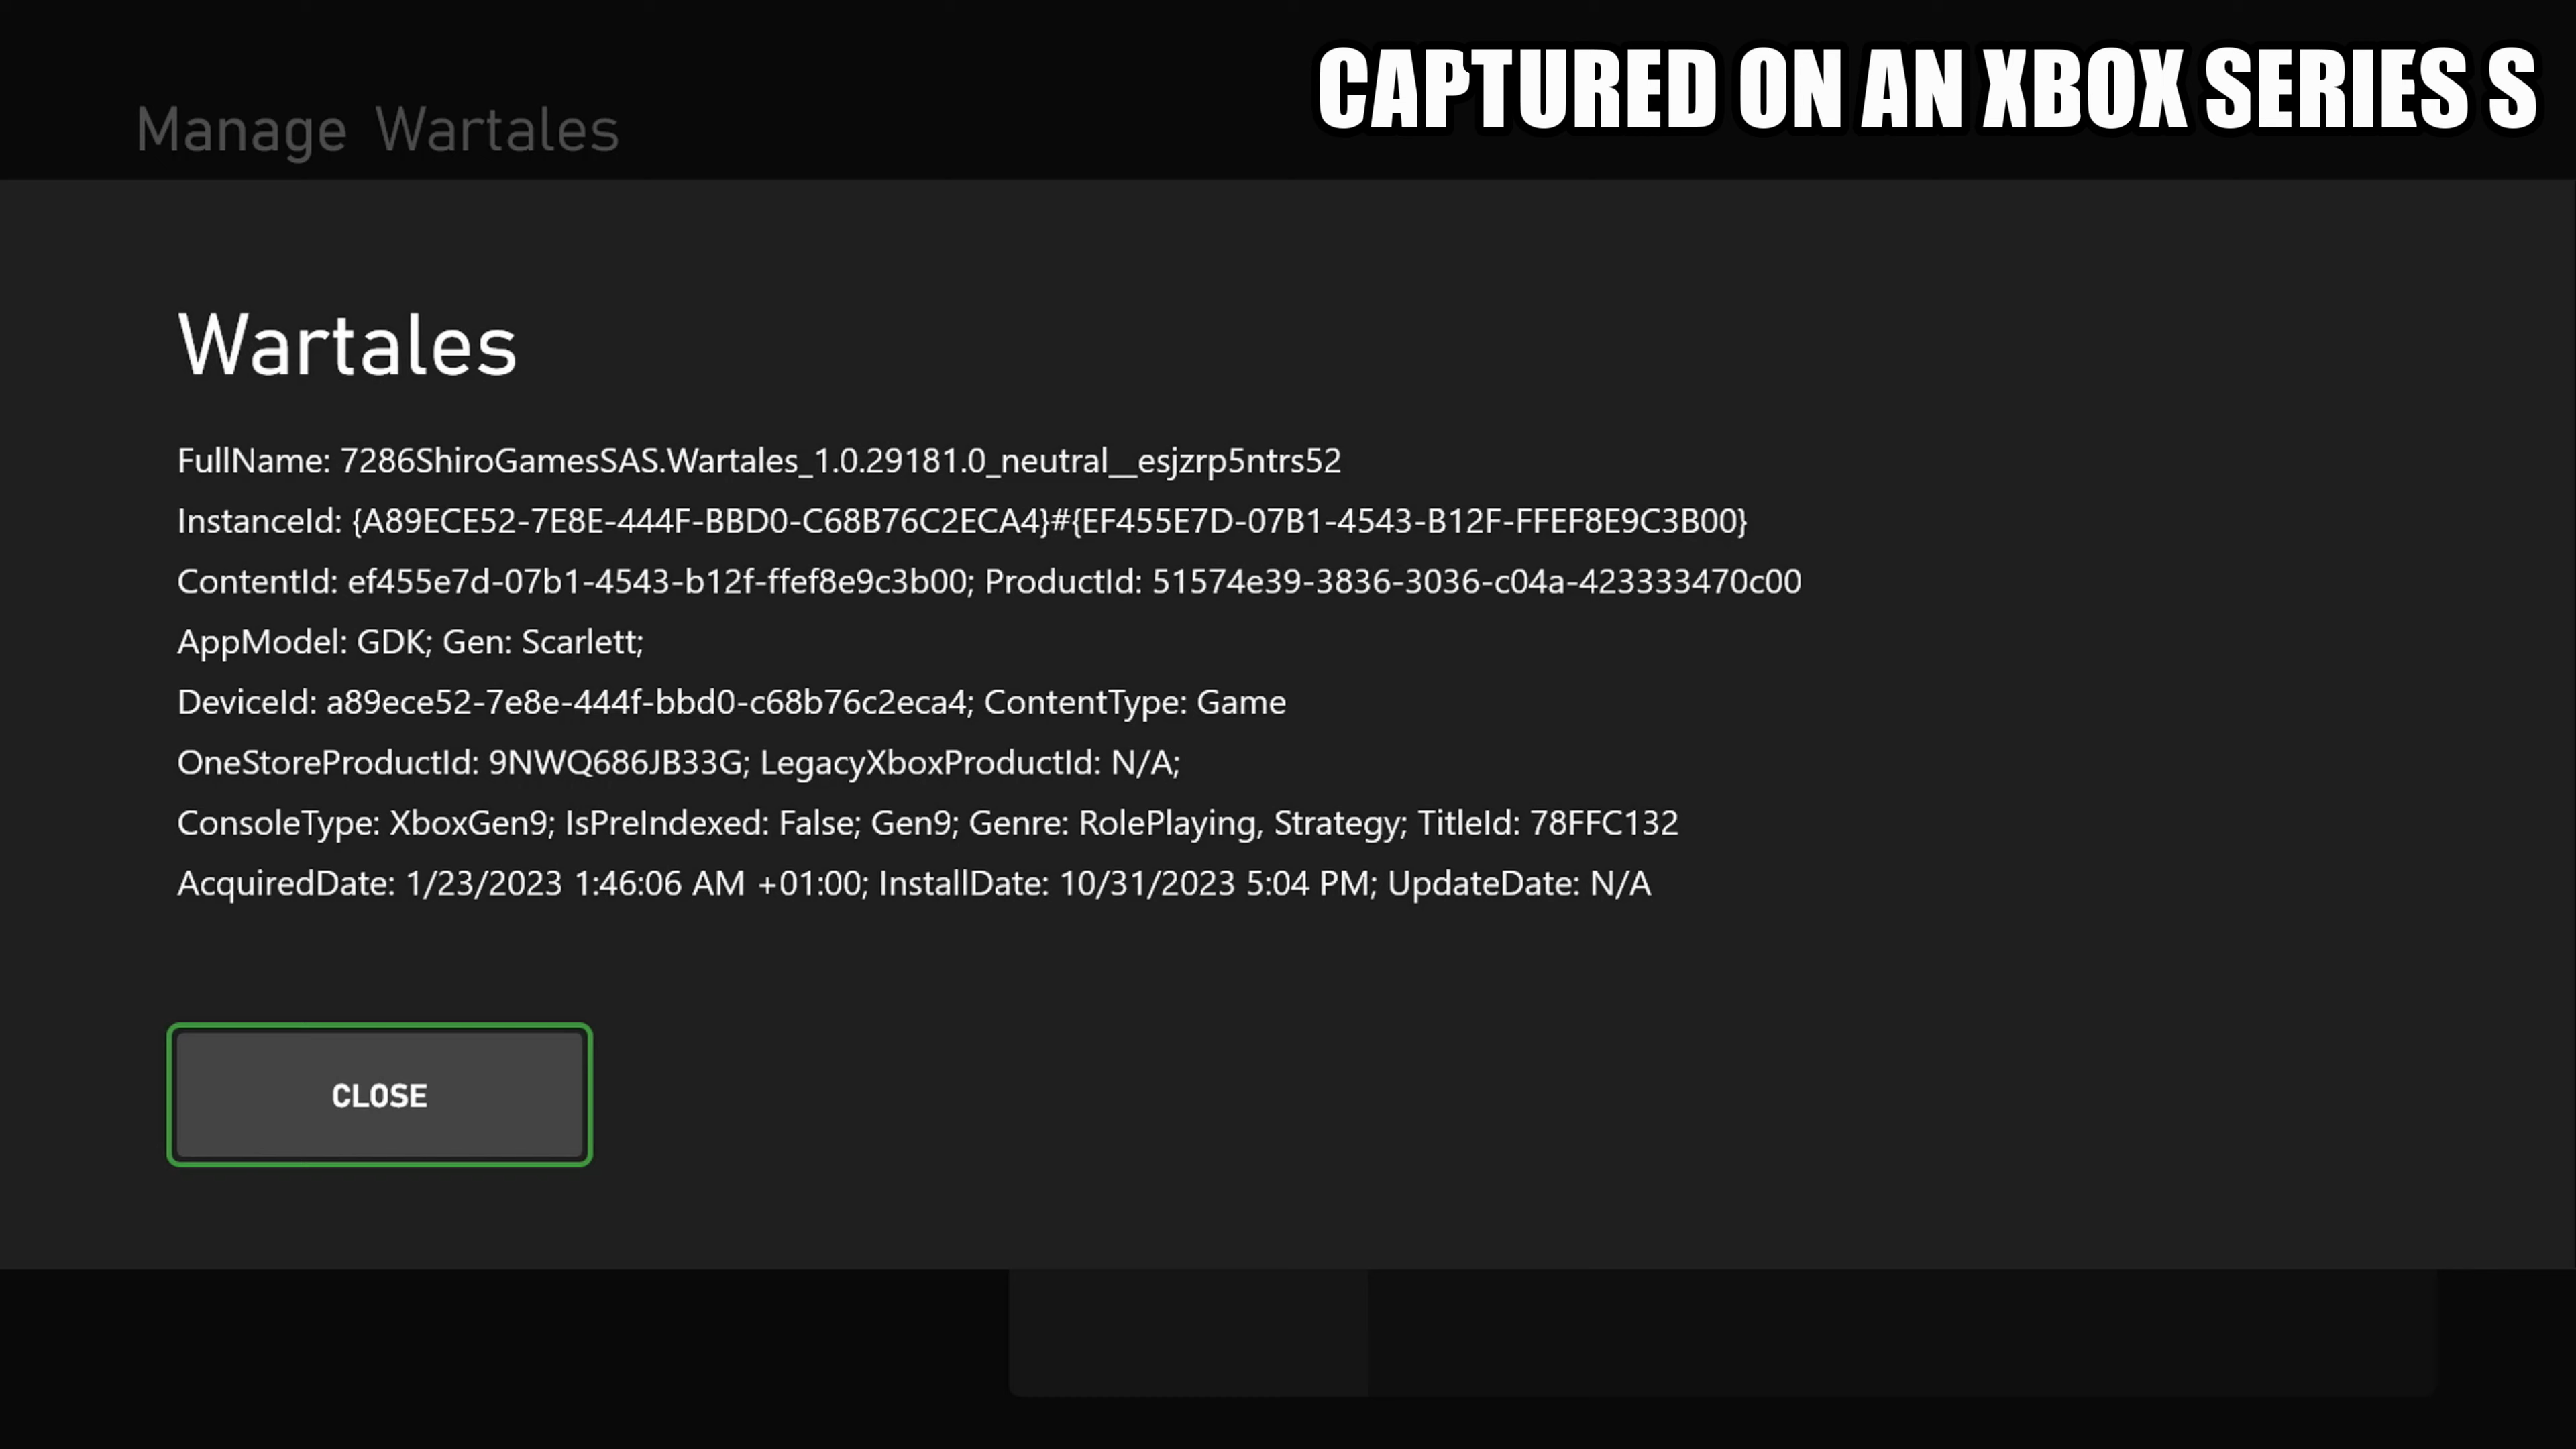 CAPTURED ON AN XBOX SERIES S
Manage Wartales
Wartales
FullName: 7286ShiroGamesSAS.Wartales_1.0.29181.0_neutral__esjzrp5ntrs52
InstanceId: {A89ECE52-7E8E-444F-BBD0-C68B76C2ECA4}#{EF455E7D-07B1-4543-B12F-FFEF8E9C3B00}
ContentId: ef455e7d-07b1-4543-b12f-ffef8e9c3b00; ProductId: 51574e39-3836-3036-c04a-423333470c00
AppModel: GDK; Gen: Scarlett;
DeviceId: a89ece52-7e8e-444f-bbd0-c68b76c2eca4; ContentType: Game
OneStoreProductId: 9NWQ686JB33G; LegacyXboxProductId: N/A;
ConsoleType: XboxGen9; IsPreIndexed: False; Gen9; Genre: RolePlaying, Strategy; TitleId: 78FFC132
AcquiredDate: 1/23/2023 1:46:06 AM +01:00; InstallDate: 10/31/2023 5:04 PM; UpdateDate: N/A
CLOSE